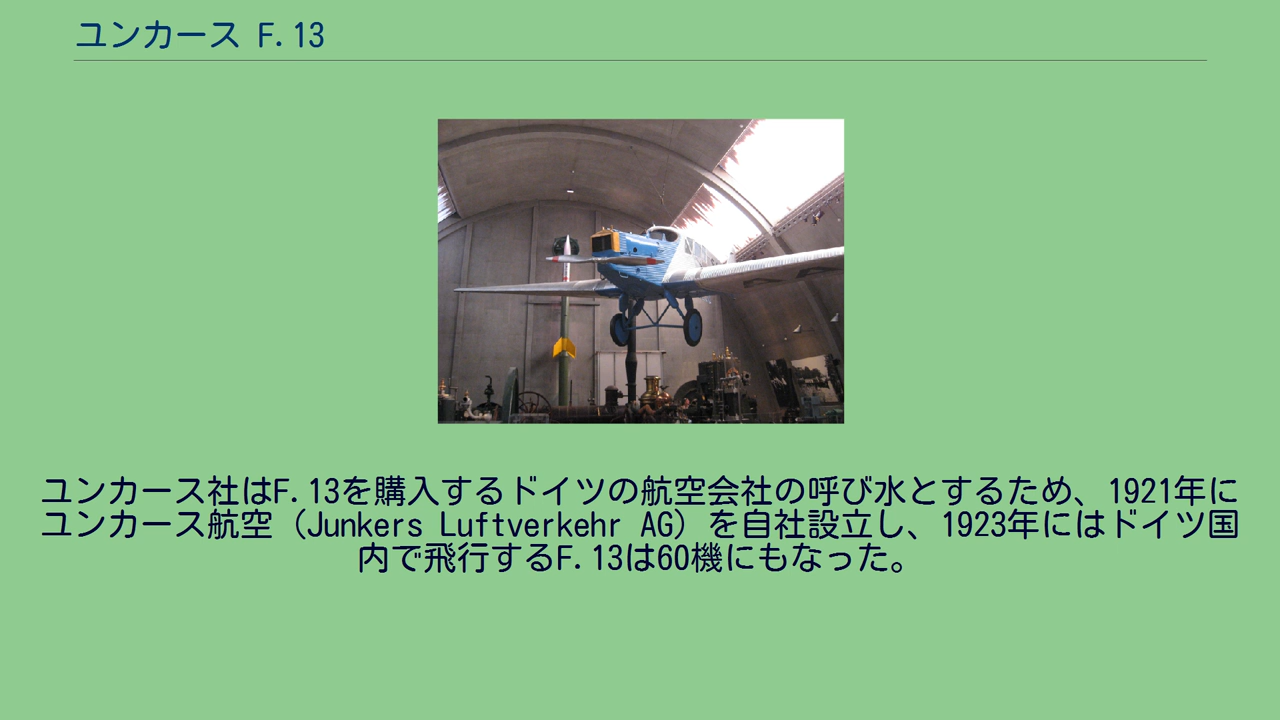 ユンカース F.13
ユンカース社はF.13を購入するドイツの航空会社の呼び水とするため、1921年に
ユンカース航空（Junkers Luftverkehr AG）を自社設立し、1923年にはドイツ国
内で飛行するF.13は60機にもなった。